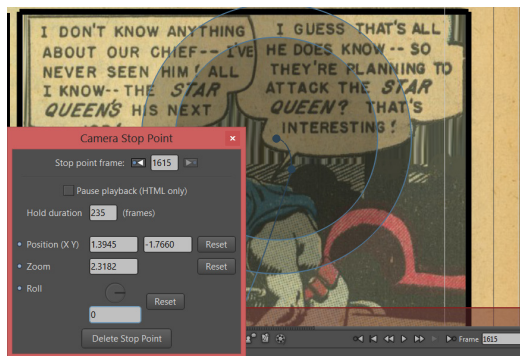 I DON'T KNOW ANYTHING
ABOUT OUR CHIEF-- I'VE
NEVER SEEN HIM! ALL
I KNOW-- THE STAR
QUEEN'S HIS NEXT
I GUESS THAT'S ALL
HE DOES KNOW-- SO
THEY'RE PLANNING TO
ATTACK THE STAR
QUEEN? THAT'S
INTERESTING!
Camera Stop Point
Stop point frame: 1615
Pause playback (HTML only)
Hold duration 235 (frames)
Position (X Y) 1.3945 -1.7660 Reset
Zoom 2.3182 Reset
Roll
Reset
0
Delete Stop Point
Frame 1615